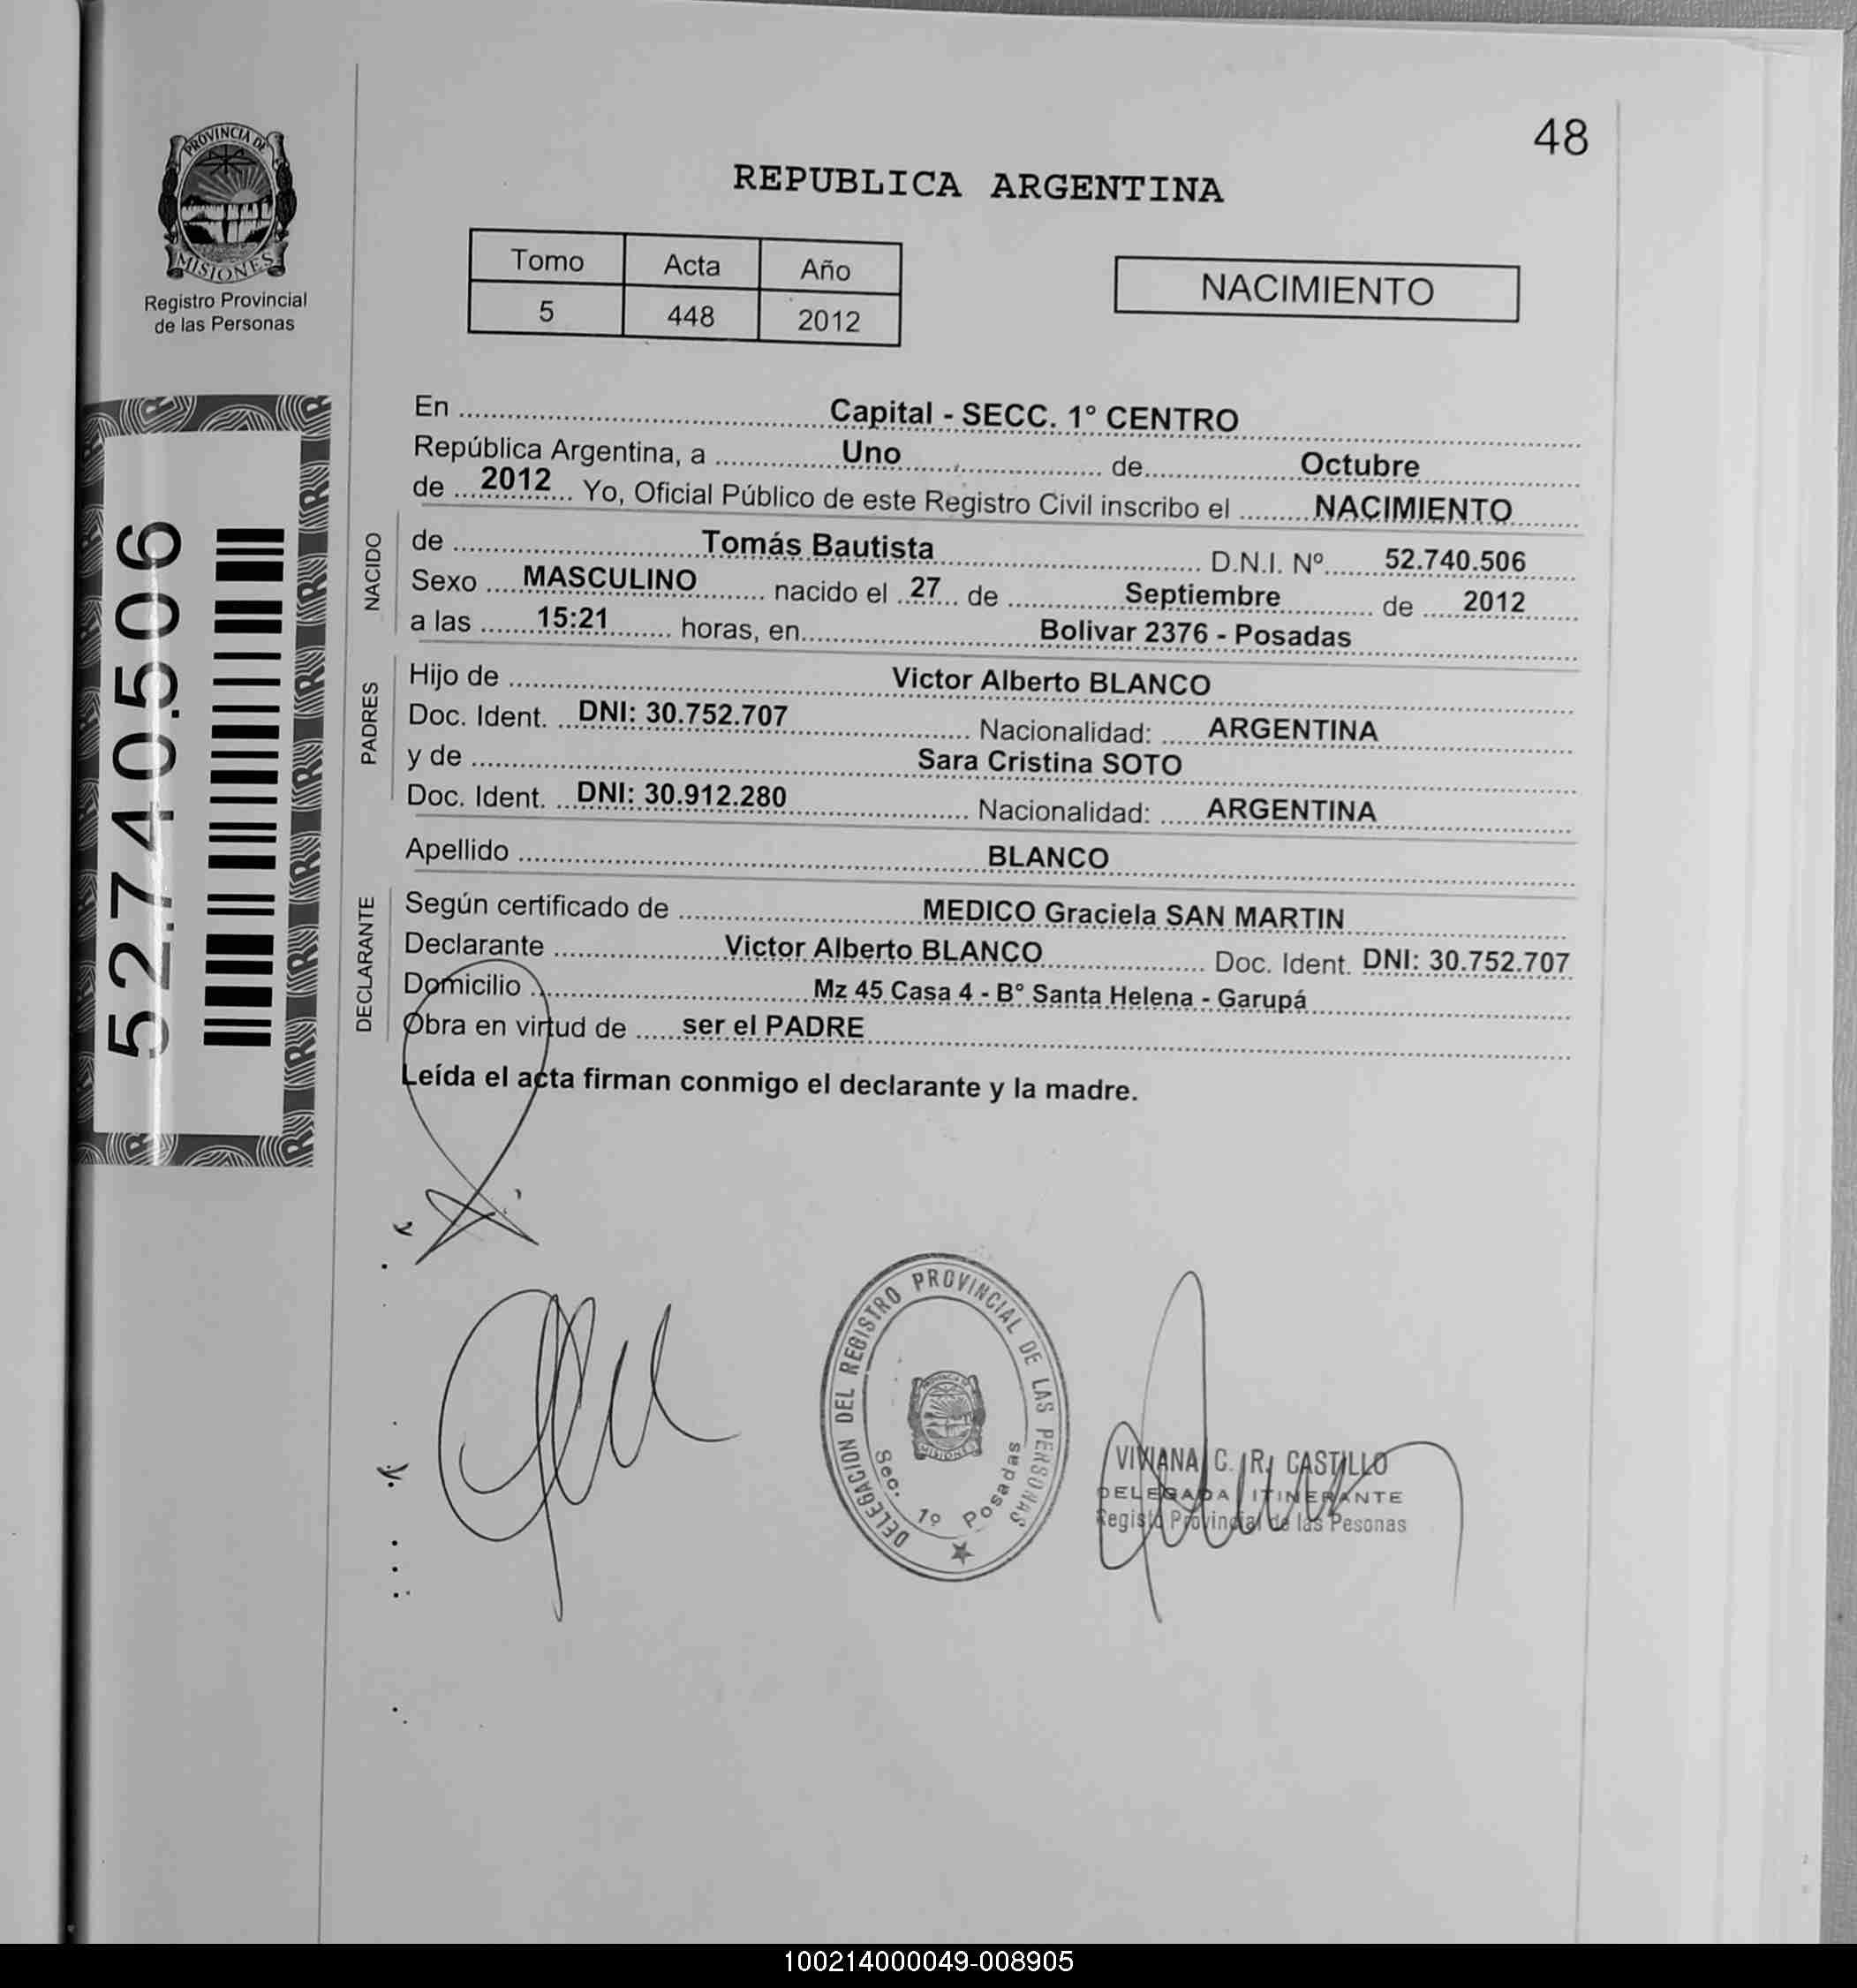 48
PROVINCIA DE
MISIONES
Registro Provincial
de las Personas
REPUBLICA ARGENTINA
Tomo Acta Año
5 448 2012
NACIMIENTO
52.740.506
En Capital - SECC. 1° CENTRO
República Argentina, a Uno de Octubre
de 2012 Yo, Oficial Público de este Registro Civil inscribo el NACIMIENTO
NACIDO
de Tomás Bautista D.N.I. Nº 52.740.506
Sexo MASCULINO nacido el 27 de Septiembre de 2012
a las 15:21 horas, en Bolivar 2376 - Posadas
PADRES
Hijo de Victor Alberto BLANCO
Doc. Ident. DNI: 30.752.707 Nacionalidad: ARGENTINA
y de Sara Cristina SOTO
Doc. Ident. DNI: 30.912.280 Nacionalidad: ARGENTINA
Apellido BLANCO
DECLARANTE
Según certificado de MEDICO Graciela SAN MARTIN
Declarante Victor Alberto BLANCO Doc. Ident. DNI: 30.752.707
Domicilio Mz 45 Casa 4 - B° Santa Helena - Garupá
Obra en virtud de ser el PADRE
Leída el acta firman conmigo el declarante y la madre.
DELEGACION DEL REGISTRO PROVINCIAL DE LAS PERSONAS
PROVINCIA DE
MISIONES
Sec. 1º Posadas
VIVIANA C. R. CASTILLO
DELEGADA ITINERANTE
Registo Provincial de las Pesonas
100214000049-008905